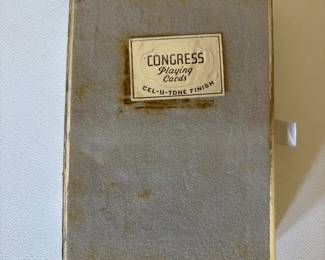 CONGRESS
Playing
Cards
CEL-U-TONE FINISH